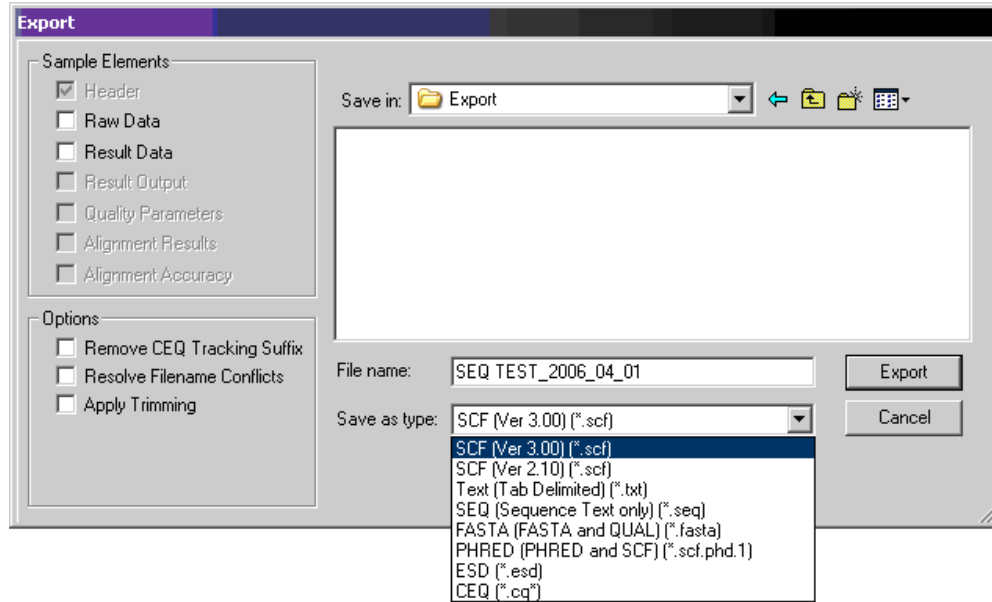 Export
Sample Elements
Header
Raw Data
Result Data
Result Output
Quality Parameters
Alignment Results
Alignment Accuracy
Options
Remove CEQ Tracking Suffix
Resolve Filename Conflicts
Apply Trimming
Save in: Export
File name: SEQ TEST_2006_04_01
Export
Save as type: SCF (Ver 3.00) (*.scf)
Cancel
SCF (Ver 3.00) (*.scf)
SCF (Ver 2.10) (*.scf)
Text (Tab Delimited) (*.txt)
SEQ (Sequence Text only) (*.seq)
FASTA (FASTA and QUAL) (*.fasta)
PHRED (PHRED and SCF) (*.scf.phd.1)
ESD (*.esd)
CEQ (*.cq*)